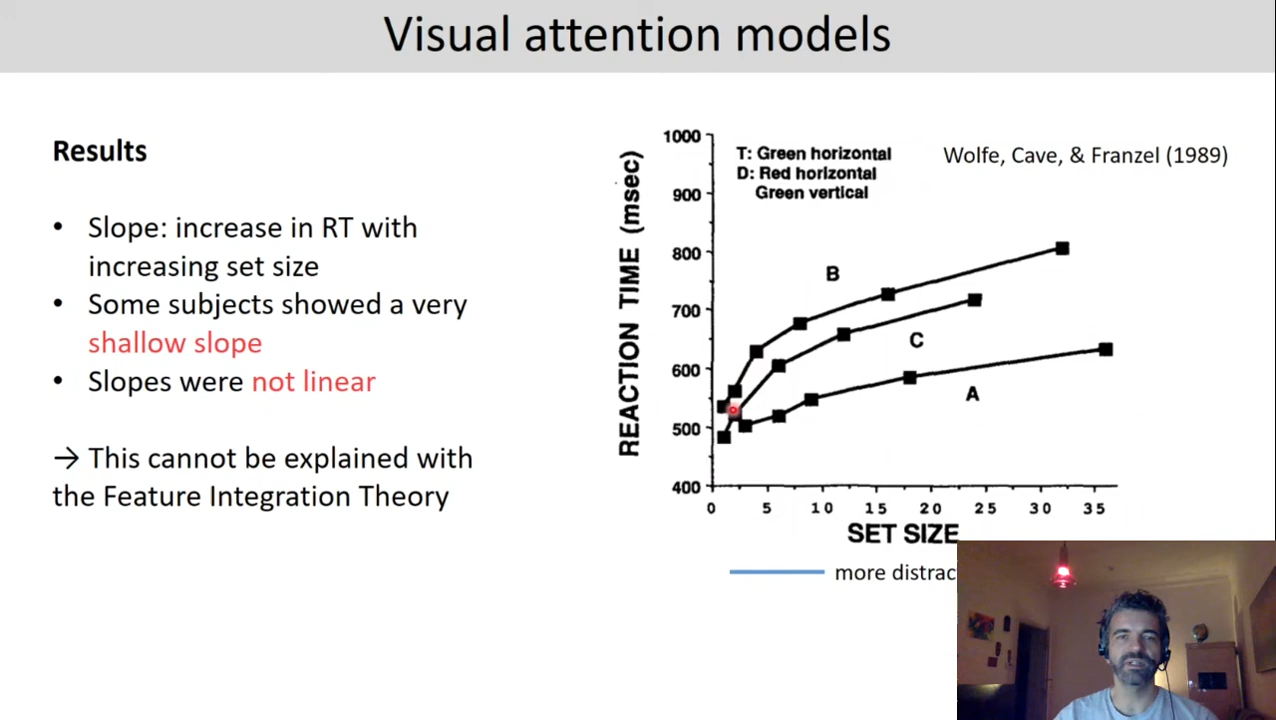 Visual attention models
Results
• Slope: increase in RT with
increasing set size
• Some subjects showed a very
shallow slope
• Slopes were not linear
→ This cannot be explained with
the Feature Integration Theory
Wolfe, Cave, & Franzel (1989)
T: Green horizontal
D: Red horizontal
Green vertical
REACTION TIME (msec)
1000
900
800
700
600
500
400
B
C
A
0 5 10 15 20 25 30 35
SET SIZE
more distrac